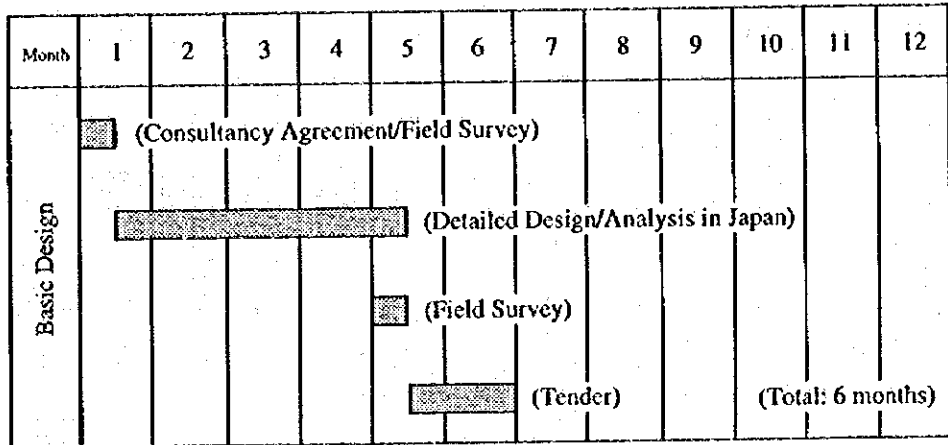 Month 1 2 3 4 5 6 7 8 9 10 11 12
Basic Design
(Consultancy Agreement/Field Survey)
(Detailed Design/Analysis in Japan)
(Field Survey)
(Tender) (Total: 6 months)